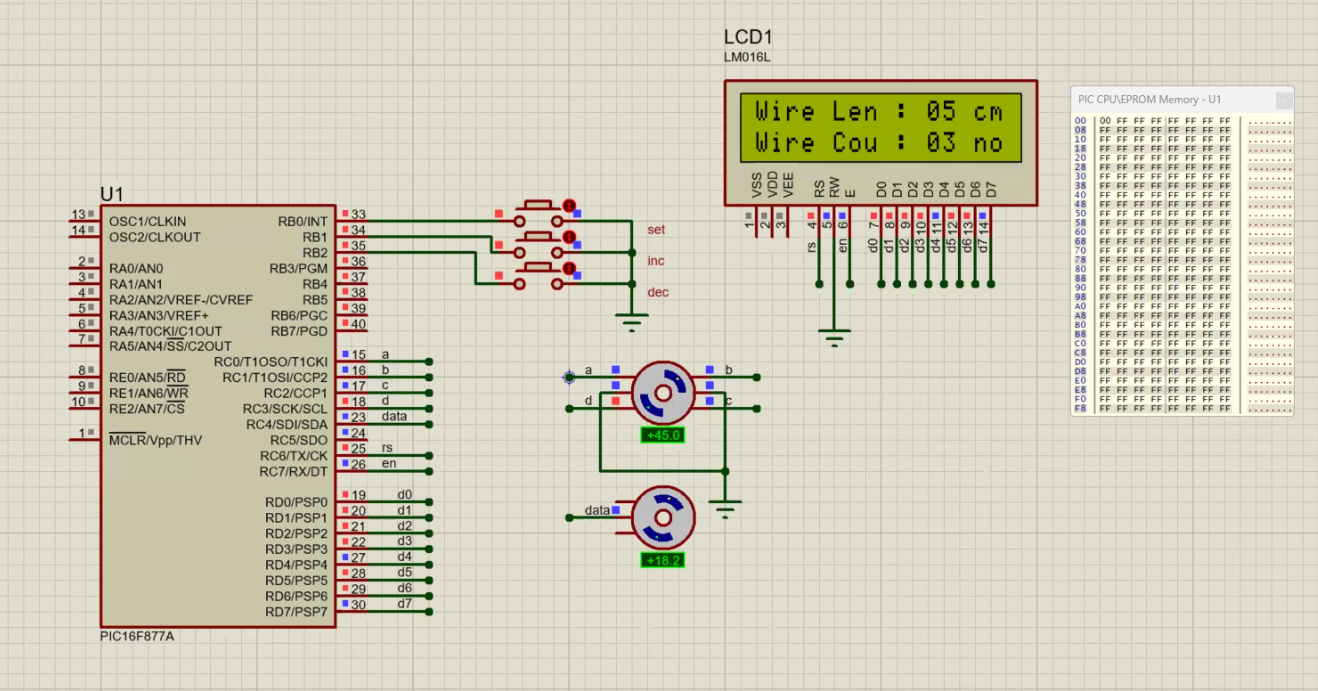 LCD1
LM016L
Wire Len : 05 cm
Wire Cou : 03 no
VSS
VDD
VEE
RS
RW
E
D0
D1
D2
D3
D4
D5
D6
D7
1
2
3
4
5
6
7
8
9
10
11
12
13
14
rs
en
d0
d1
d2
d3
d4
d5
d6
d7
PIC CPU\EPROM Memory - U1
00 00 FF FF FF FF FF FF FF ........
08 FF FF FF FF FF FF FF FF ........
10 FF FF FF FF FF FF FF FF ........
18 FF FF FF FF FF FF FF FF ........
20 FF FF FF FF FF FF FF FF ........
28 FF FF FF FF FF FF FF FF ........
30 FF FF FF FF FF FF FF FF ........
38 FF FF FF FF FF FF FF FF ........
40 FF FF FF FF FF FF FF FF ........
48 FF FF FF FF FF FF FF FF ........
50 FF FF FF FF FF FF FF FF ........
58 FF FF FF FF FF FF FF FF ........
60 FF FF FF FF FF FF FF FF ........
68 FF FF FF FF FF FF FF FF ........
70 FF FF FF FF FF FF FF FF ........
78 FF FF FF FF FF FF FF FF ........
80 FF FF FF FF FF FF FF FF ........
88 FF FF FF FF FF FF FF FF ........
90 FF FF FF FF FF FF FF FF ........
98 FF FF FF FF FF FF FF FF ........
A0 FF FF FF FF FF FF FF FF ........
A8 FF FF FF FF FF FF FF FF ........
B0 FF FF FF FF FF FF FF FF ........
B8 FF FF FF FF FF FF FF FF ........
C0 FF FF FF FF FF FF FF FF ........
C8 FF FF FF FF FF FF FF FF ........
D0 FF FF FF FF FF FF FF FF ........
D8 FF FF FF FF FF FF FF FF ........
E0 FF FF FF FF FF FF FF FF ........
E8 FF FF FF FF FF FF FF FF ........
F0 FF FF FF FF FF FF FF FF ........
F8 FF FF FF FF FF FF FF FF ........
U1
13 OSC1/CLKIN
14 OSC2/CLKOUT
2 RA0/AN0
3 RA1/AN1
4 RA2/AN2/VREF-/CVREF
5 RA3/AN3/VREF+
6 RA4/T0CKI/C1OUT
7 RA5/AN4/SS/C2OUT
8 RE0/AN5/RD
9 RE1/AN6/WR
10 RE2/AN7/CS
1 MCLR/Vpp/THV
RB0/INT 33
RB1 34
RB2 35
RB3/PGM 36
RB4 37
RB5 38
RB6/PGC 39
RB7/PGD 40
RC0/T1OSO/T1CKI 15 a
RC1/T1OSI/CCP2 16 b
RC2/CCP1 17 c
RC3/SCK/SCL 18 d
RC4/SDI/SDA 23 data
RC5/SDO 24
RC6/TX/CK 25 rs
RC7/RX/DT 26 en
RD0/PSP0 19 d0
RD1/PSP1 20 d1
RD2/PSP2 21 d2
RD3/PSP3 22 d3
RD4/PSP4 27 d4
RD5/PSP5 28 d5
RD6/PSP6 29 d6
RD7/PSP7 30 d7
PIC16F877A
set
inc
dec
a
b
d
c
+45.0
data
+18.2